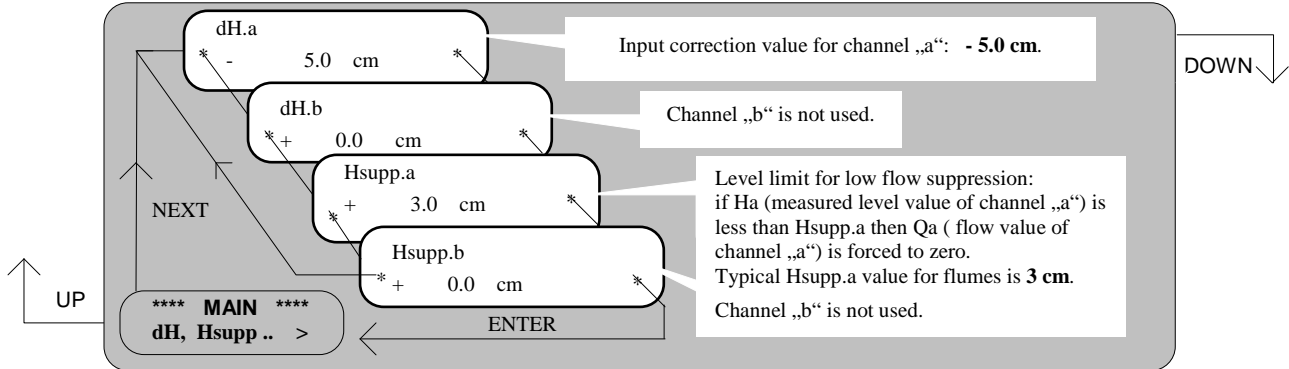 dH.a
* - 5.0 cm *
Input correction value for channel „a“: - 5.0 cm.
DOWN
dH.b
* + 0.0 cm *
Channel „b“ is not used.
Hsupp.a
* + 3.0 cm *
Level limit for low flow suppression:
if Ha (measured level value of channel „a“) is
less than Hsupp.a then Qa ( flow value of
channel „a“) is forced to zero.
Typical Hsupp.a value for flumes is 3 cm.
Channel „b“ is not used.
NEXT
Hsupp.b
* + 0.0 cm *
UP
**** MAIN ****
dH, Hsupp .. >
ENTER